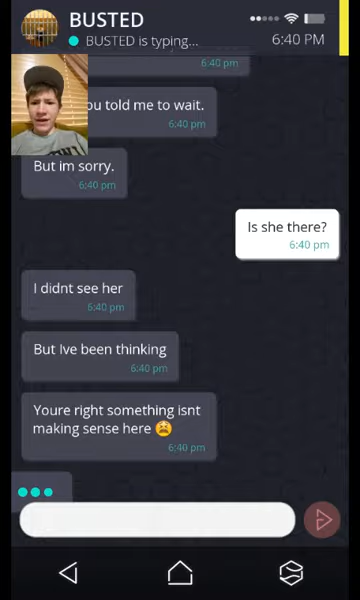 BUSTED
BUSTED is typing...
6:40 PM
6:40 pm
ou told me to wait.
6:40 pm
But im sorry.
6:40 pm
Is she there?
6:40 pm
I didnt see her
6:40 pm
But Ive been thinking
6:40 pm
Youre right something isnt
making sense here 😫
6:40 pm